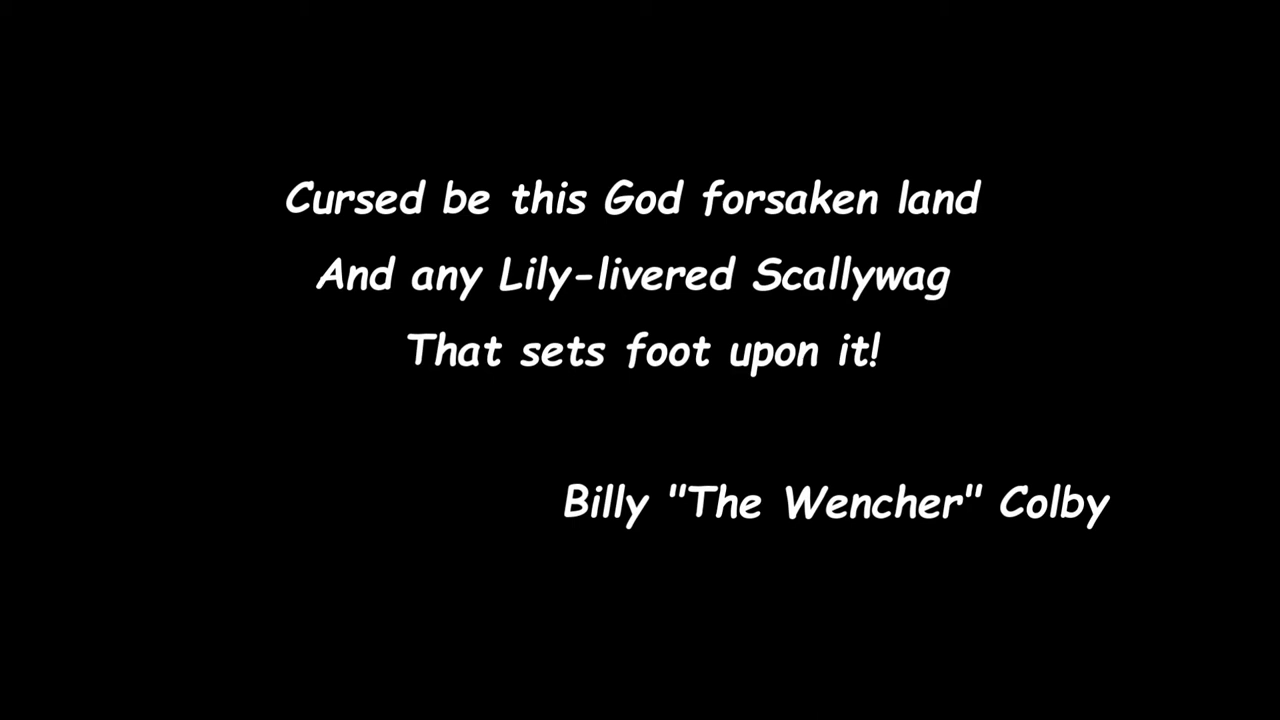 Cursed be this God forsaken land
And any Lily-livered Scallywag
That sets foot upon it!
Billy "The Wencher" Colby